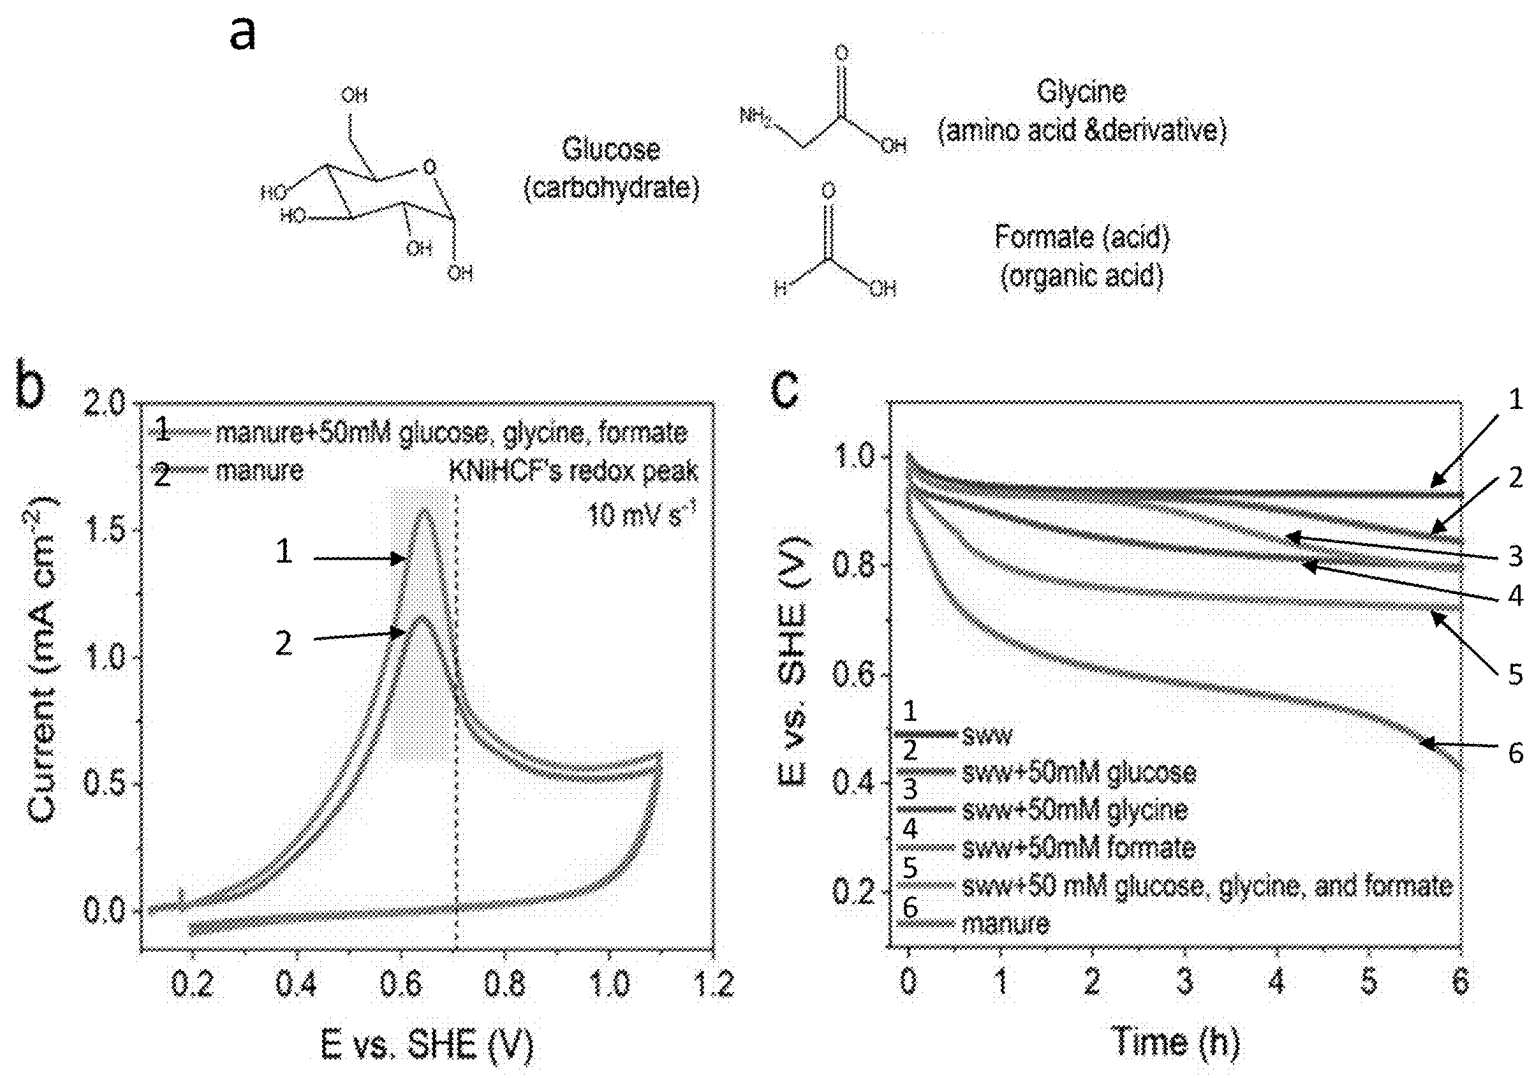 a
OH
O
HO
HO
OH
OH
Glucose
(carbohydrate)
O
NH2
OH
Glycine
(amino acid &derivative)
O
H
OH
Formate (acid)
(organic acid)
b
2.0
1.5
1.0
0.5
0.0
Current (mA cm-2)
1 manure+50mM glucose, glycine, formate
2 manure
KNiHCF's redox peak
10 mV s-1
1
2
0.2 0.4 0.6 0.8 1.0 1.2
E vs. SHE (V)
c
1.0
0.8
0.6
0.4
0.2
E vs. SHE (V)
1
2
3
4
5
6
1 sww
2 sww+50mM glucose
3 sww+50mM glycine
4 sww+50mM formate
5 sww+50 mM glucose, glycine, and formate
6 manure
0 1 2 3 4 5 6
Time (h)